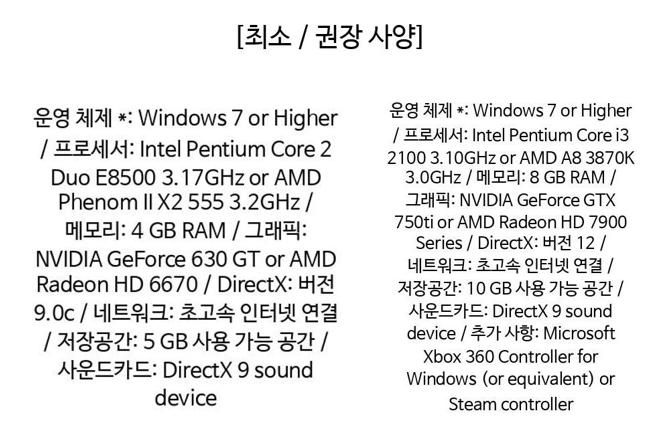 [최소 / 권장 사양]
운영 체제 *: Windows 7 or Higher
/ 프로세서: Intel Pentium Core 2
Duo E8500 3.17GHz or AMD
Phenom II X2 555 3.2GHz /
메모리: 4 GB RAM / 그래픽:
NVIDIA GeForce 630 GT or AMD
Radeon HD 6670 / DirectX: 버전
9.0c / 네트워크: 초고속 인터넷 연결
/ 저장공간: 5 GB 사용 가능 공간 /
사운드카드: DirectX 9 sound
device
운영 체제 *: Windows 7 or Higher
/ 프로세서: Intel Pentium Core i3
2100 3.10GHz or AMD A8 3870K
3.0GHz / 메모리: 8 GB RAM /
그래픽: NVIDIA GeForce GTX
750ti or AMD Radeon HD 7900
Series / DirectX: 버전 12 /
네트워크: 초고속 인터넷 연결 /
저장공간: 10 GB 사용 가능 공간 /
사운드카드: DirectX 9 sound
device / 추가 사항: Microsoft
Xbox 360 Controller for
Windows (or equivalent) or
Steam controller